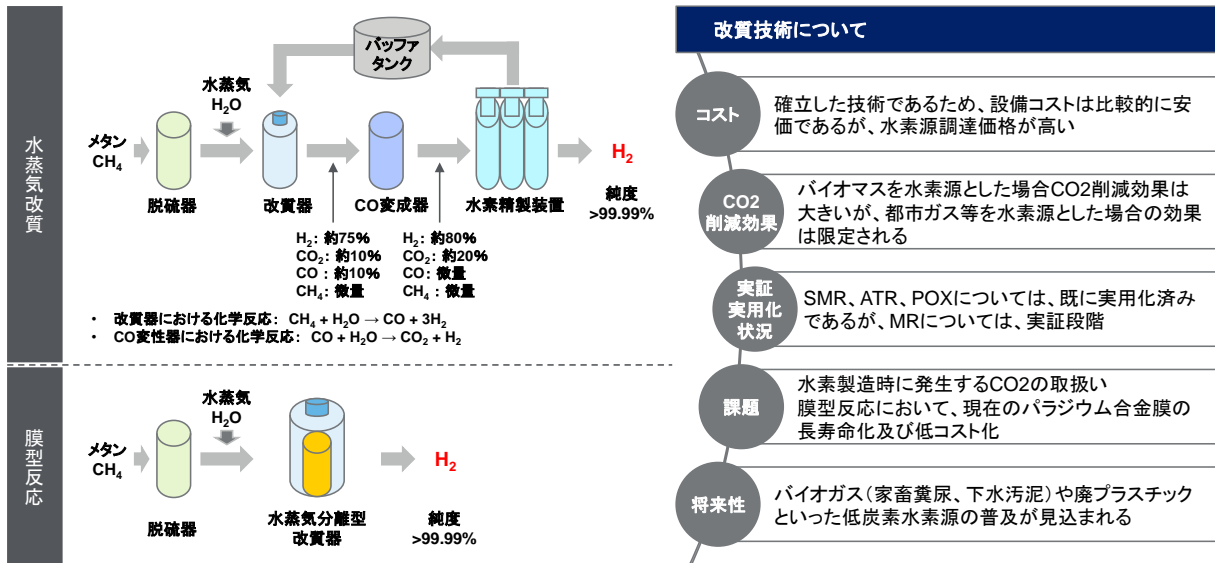 水蒸気改質
バッファ
タンク
水蒸気
H₂O
メタン
CH₄
H₂
脱硫器
改質器
CO変成器
水素精製装置
純度
>99.99%
H₂: 約75%
CO₂: 約10%
CO : 約10%
CH₄: 微量
H₂: 約80%
CO₂: 約20%
CO: 微量
CH₄ : 微量
• 改質器における化学反応: CH₄ + H₂O → CO + 3H₂
• CO変性器における化学反応: CO + H₂O → CO₂ + H₂
膜型反応
水蒸気
H₂O
メタン
CH₄
H₂
脱硫器
水蒸気分離型
改質器
純度
>99.99%
改質技術について
コスト
確立した技術であるため、設備コストは比較的に安
価であるが、水素源調達価格が高い
CO2
削減効果
バイオマスを水素源とした場合CO2削減効果は
大きいが、都市ガス等を水素源とした場合の効果
は限定される
実証
実用化
状況
SMR、ATR、POXについては、既に実用化済み
であるが、MRについては、実証段階
課題
水素製造時に発生するCO2の取扱い
膜型反応において、現在のパラジウム合金膜の
長寿命化及び低コスト化
将来性
バイオガス(家畜糞尿、下水汚泥)や廃プラスチック
といった低炭素水素源の普及が見込まれる